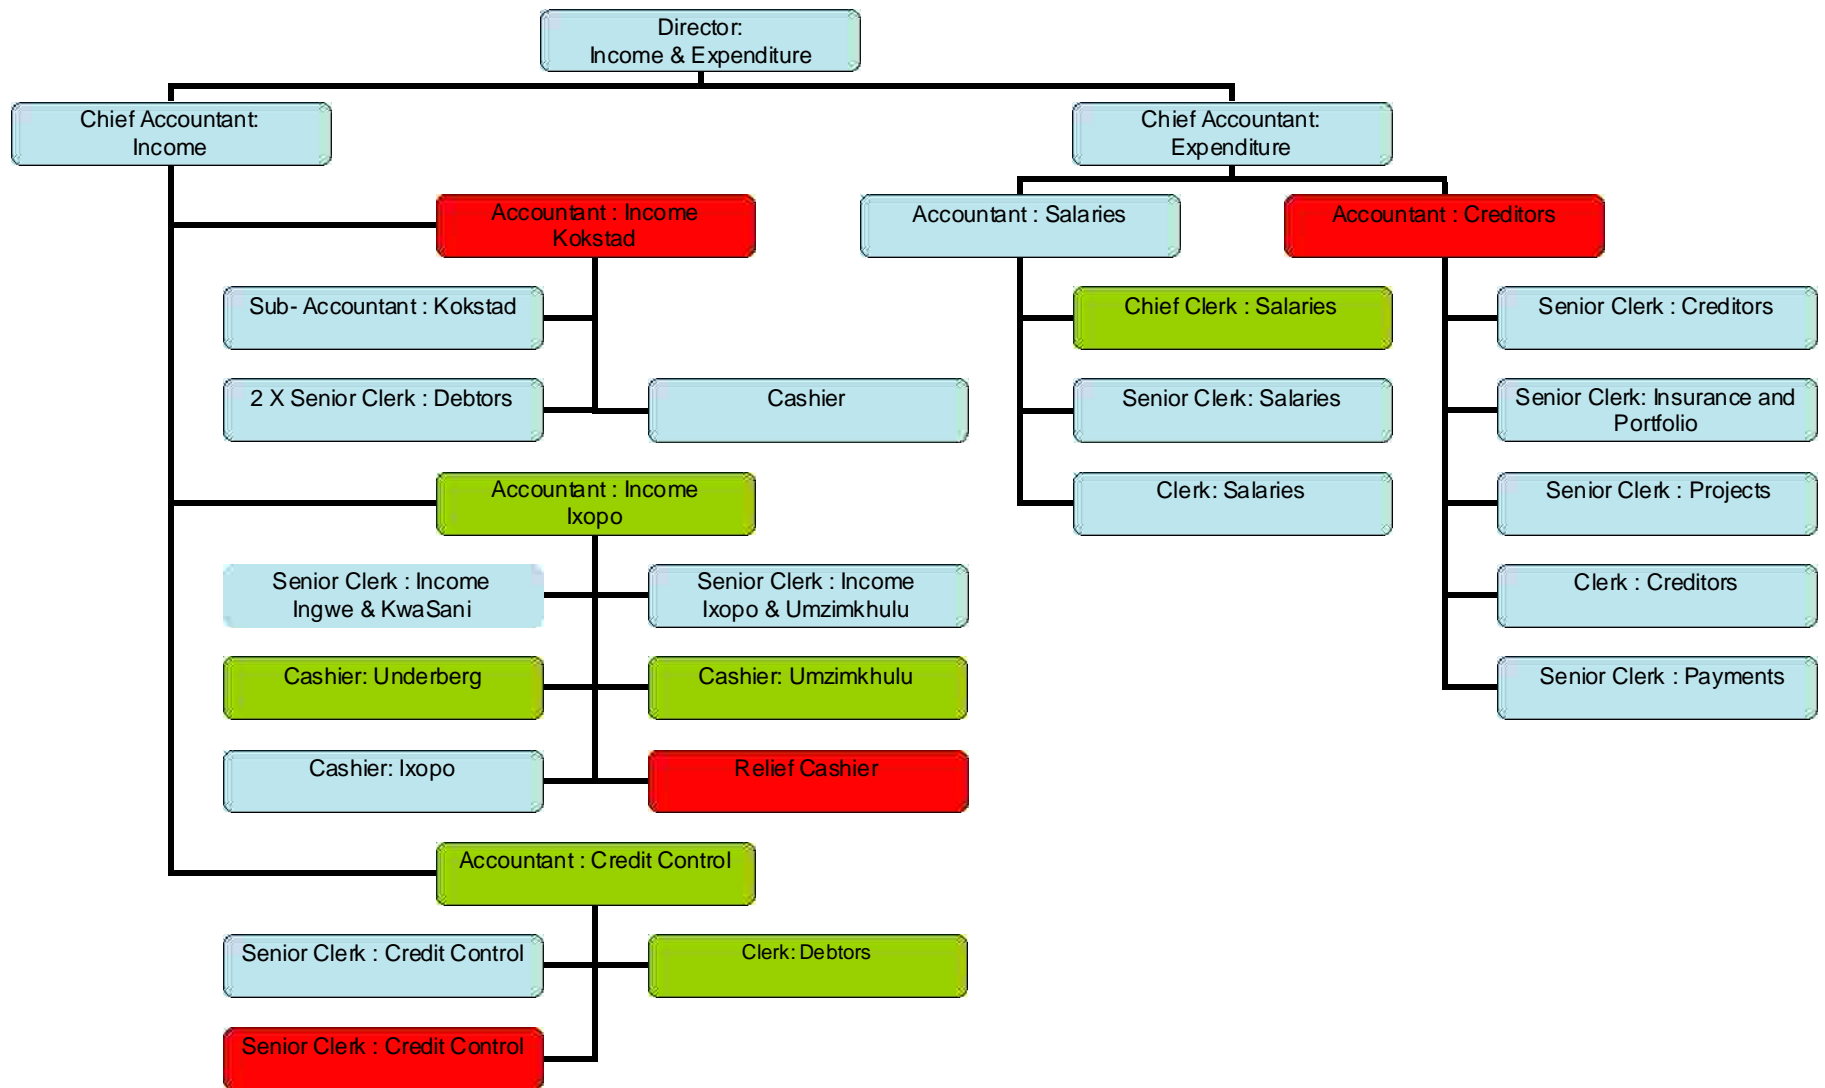 Director:
Income & Expenditure
Chief Accountant:
Income
Chief Accountant:
Expenditure
Accountant : Income
Kokstad
Accountant : Salaries
Accountant : Creditors
Sub- Accountant : Kokstad
Chief Clerk : Salaries
Senior Clerk : Creditors
2 X Senior Clerk : Debtors
Cashier
Senior Clerk: Salaries
Senior Clerk: Insurance and
Portfolio
Accountant : Income
Ixopo
Clerk: Salaries
Senior Clerk : Projects
Senior Clerk : Income
Ingwe & KwaSani
Senior Clerk : Income
Ixopo & Umzimkhulu
Clerk : Creditors
Cashier: Underberg
Cashier: Umzimkhulu
Senior Clerk : Payments
Cashier: Ixopo
Relief Cashier
Accountant : Credit Control
Senior Clerk : Credit Control
Clerk: Debtors
Senior Clerk : Credit Control